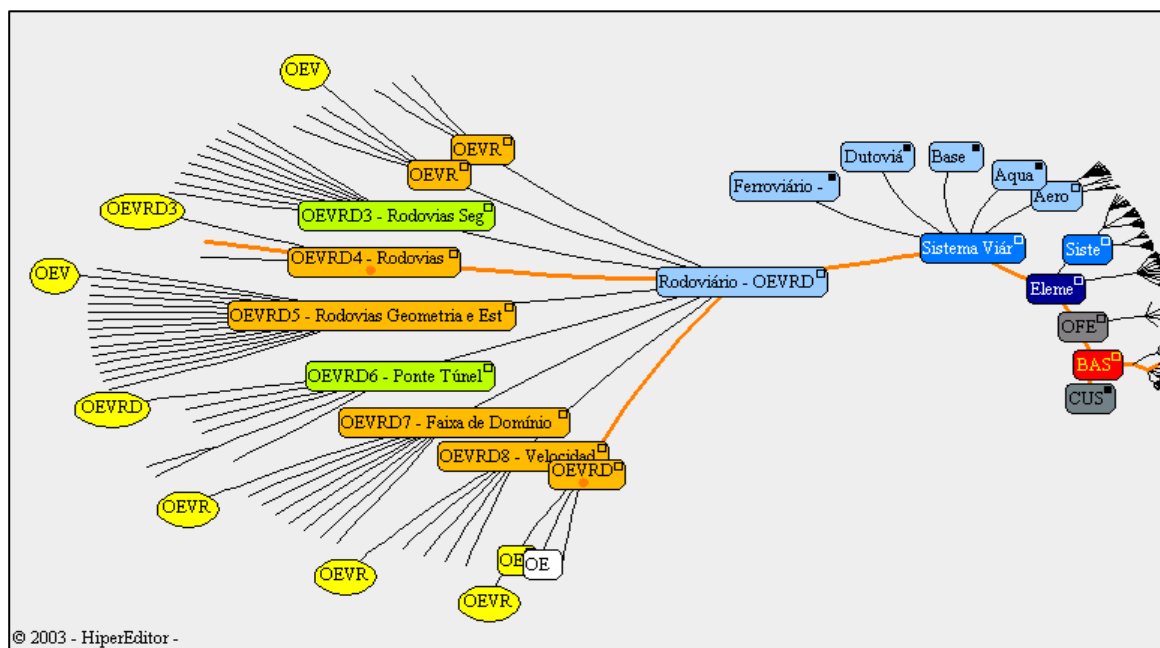 OEV
OEVR
OEVR
OEVRD3
OEVRD3 - Rodovias Seg
OEVRD4 - Rodovias
OEV
OEVRD5 - Rodovias Geometria e Est
OEVRD6 - Ponte Túnel
OEVRD
OEVRD7 - Faixa de Domínio
OEVRD8 - Velocidad
OEVRD
OEVR
OEVR
OE
OE
OEVR
Rodoviário - OEVRD
Ferroviário -
Dutoviá
Base
Aqua
Aero
Sistema Viár
Siste
Eleme
OFE
BAS
CUS
© 2003 - HiperEditor -